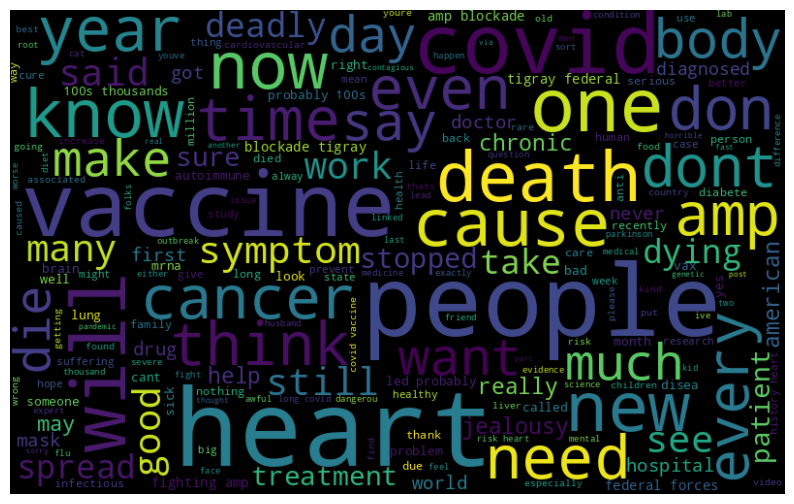 youre
amp blockade
old
use
lab
man
via
sort
condition
best
root
cat
youve
thing
cardiovascular
happen
contagious
mean
better
way
cure
year
deadly
day
covid
body
said
now
got
right
tigray federal
diagnosed
serious
100s thousands
probably 100s
million
even
one
don
know
time
say
doctor
back
rare
human
food
person
going
increase
real
another
blockade tigray
died
chronic
case
horrible
fast
difference
worse
diet
folks
make
sure
work
life
question
death
dont
associated
autoimmune
alway
health
thats
lead
anti
country
diabete
caused
issue
study
linked
never
recently
vaccine
cause
amp
parkinson
many
symptom
stopped
last
medical
dying
outbreak
first
look
mrna
give
prevent
long
state
take
care
bad
week
vax
yes
genetic
post
two
well
brain
might
either
medicine
exactly
kind
put
ive
please
die
will
getting
pandemic
lung
found
cancer
people
american
suffering
family
husband
covid vaccine
friend
risk
month
research
thousand
severe
drug
think
want
part
evidence
much
kid
wrong
hope
cant
fight
help
still
led probably
really
science
children
disea
every
patient
someone
nothing
thought
awful
long covid
dangerou
healthy
liver
called
new
history heart
expert
sick
good
heart
jealousy
risk heart
mental
may
mask
big
find
thank
problem
need
see
sorry
flu
face
due
feel
hospital
spread
infectious
fighting amp
treatment
world
especially
federal forces
video